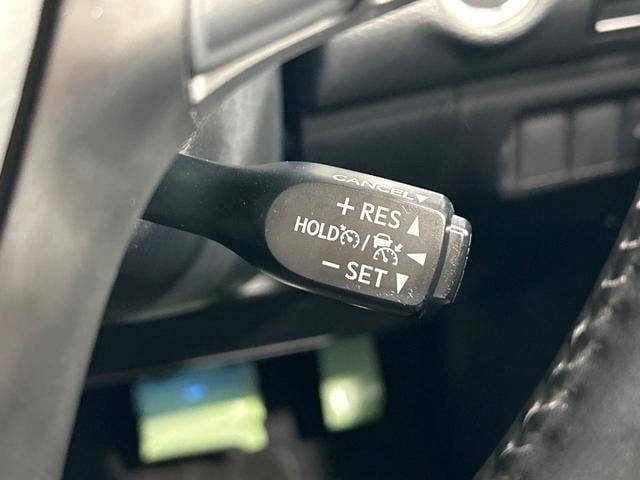 CANCEL▼
+ RES ▲
HOLD / ◀
− SET ▼